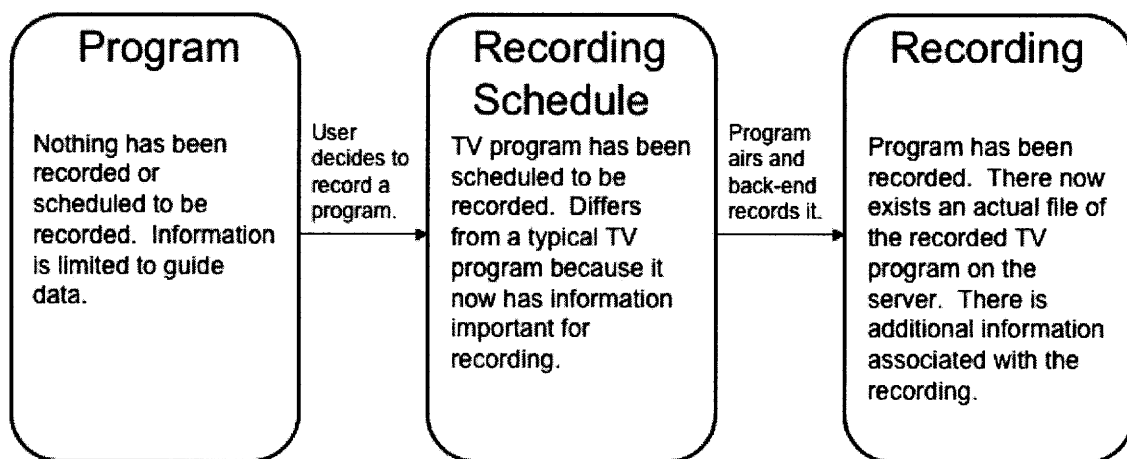 Program
Nothing has been
recorded or
scheduled to be
recorded.  Information
is limited to guide
data.
User
decides to
record a
program.
Recording
Schedule
TV program has been
scheduled to be
recorded.  Differs
from a typical TV
program because it
now has information
important for
recording.
Program
airs and
back-end
records it.
Recording
Program has been
recorded.  There now
exists an actual file of
the recorded TV
program on the
server.  There is
additional information
associated with the
recording.